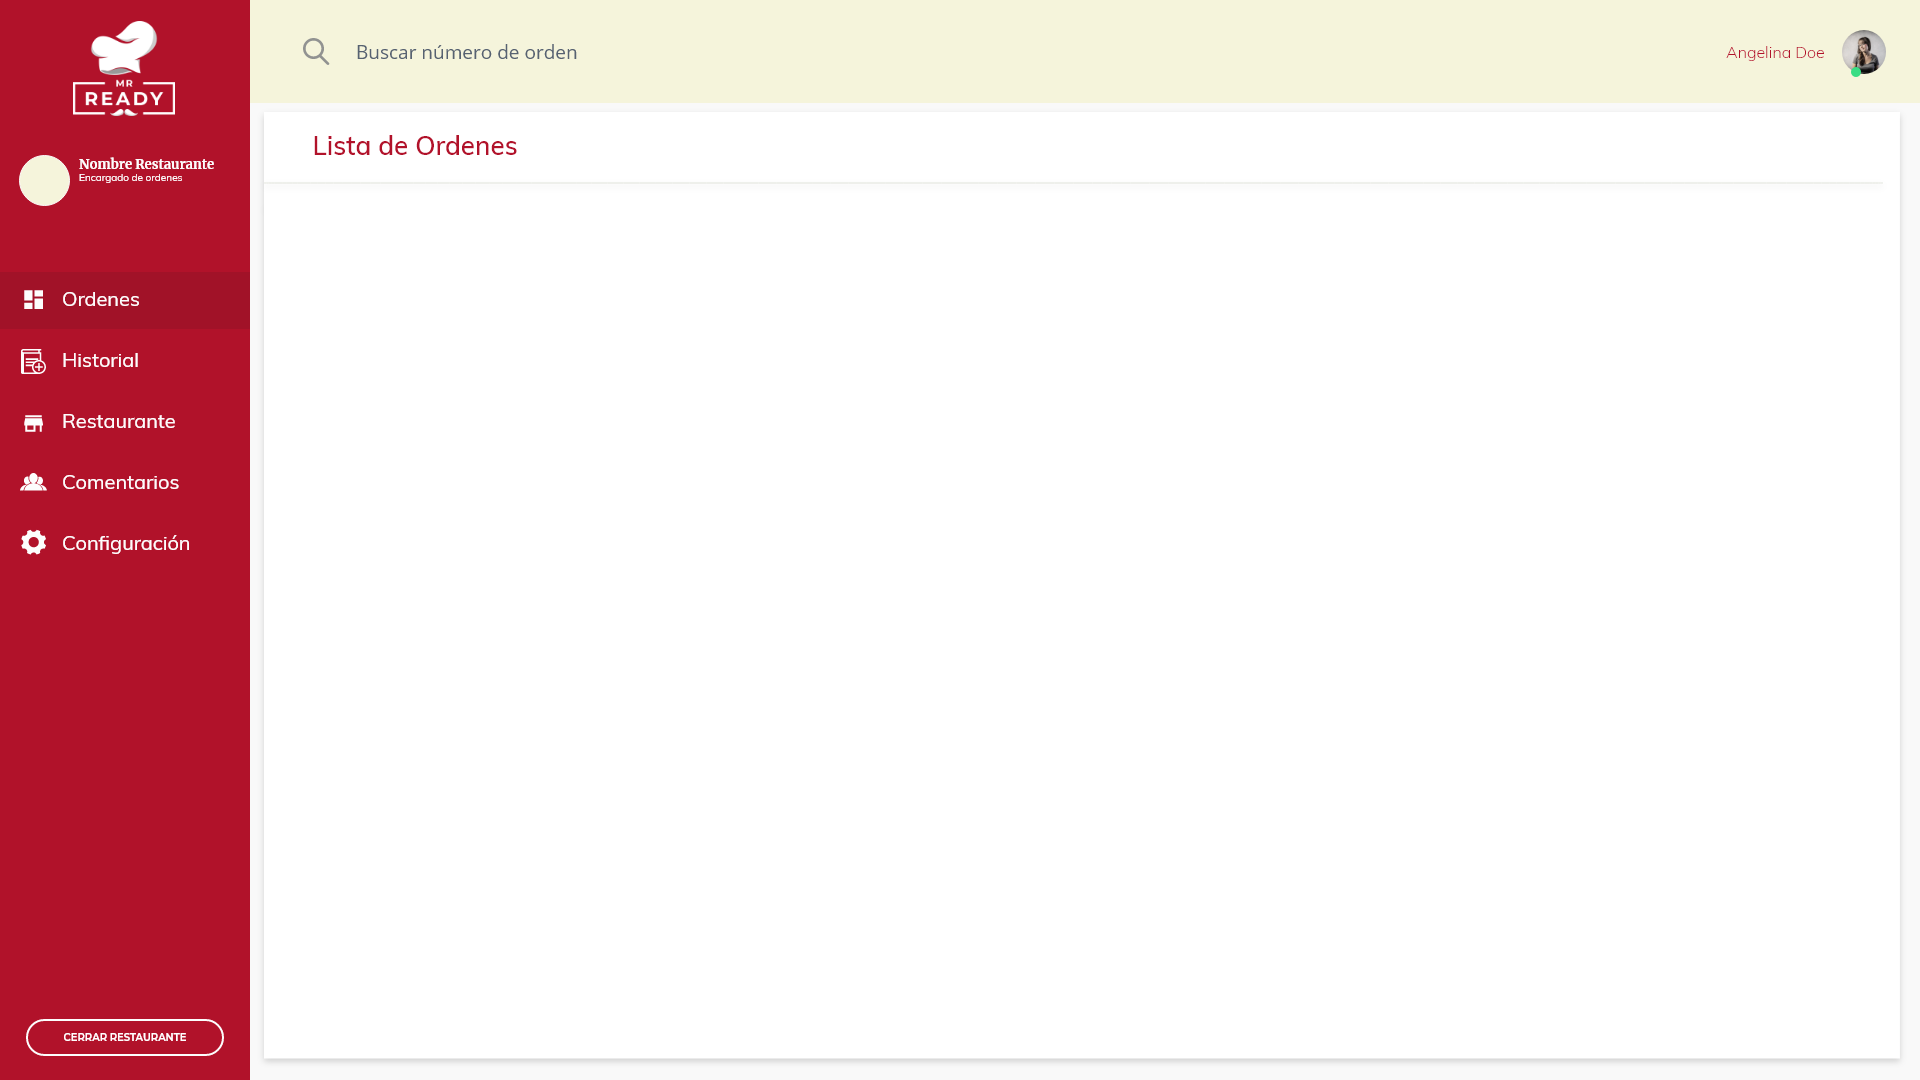 MR
READY
Nombre Restaurante
Encargado de ordenes
Ordenes
Historial
Restaurante
Comentarios
Configuración
CERRAR RESTAURANTE
Buscar número de orden
Angelina Doe
Lista de Ordenes